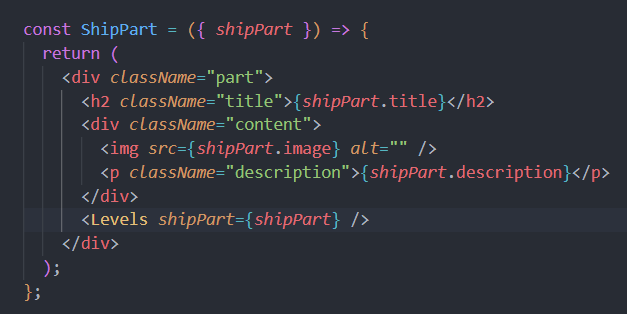 const ShipPart = ({ shipPart }) => {
return (
<div className="part">
<h2 className="title">{shipPart.title}</h2>
<div className="content">
<img src={shipPart.image} alt="" />
<p className="description">{shipPart.description}</p>
</div>
<Levels shipPart={shipPart} />
</div>
);
};